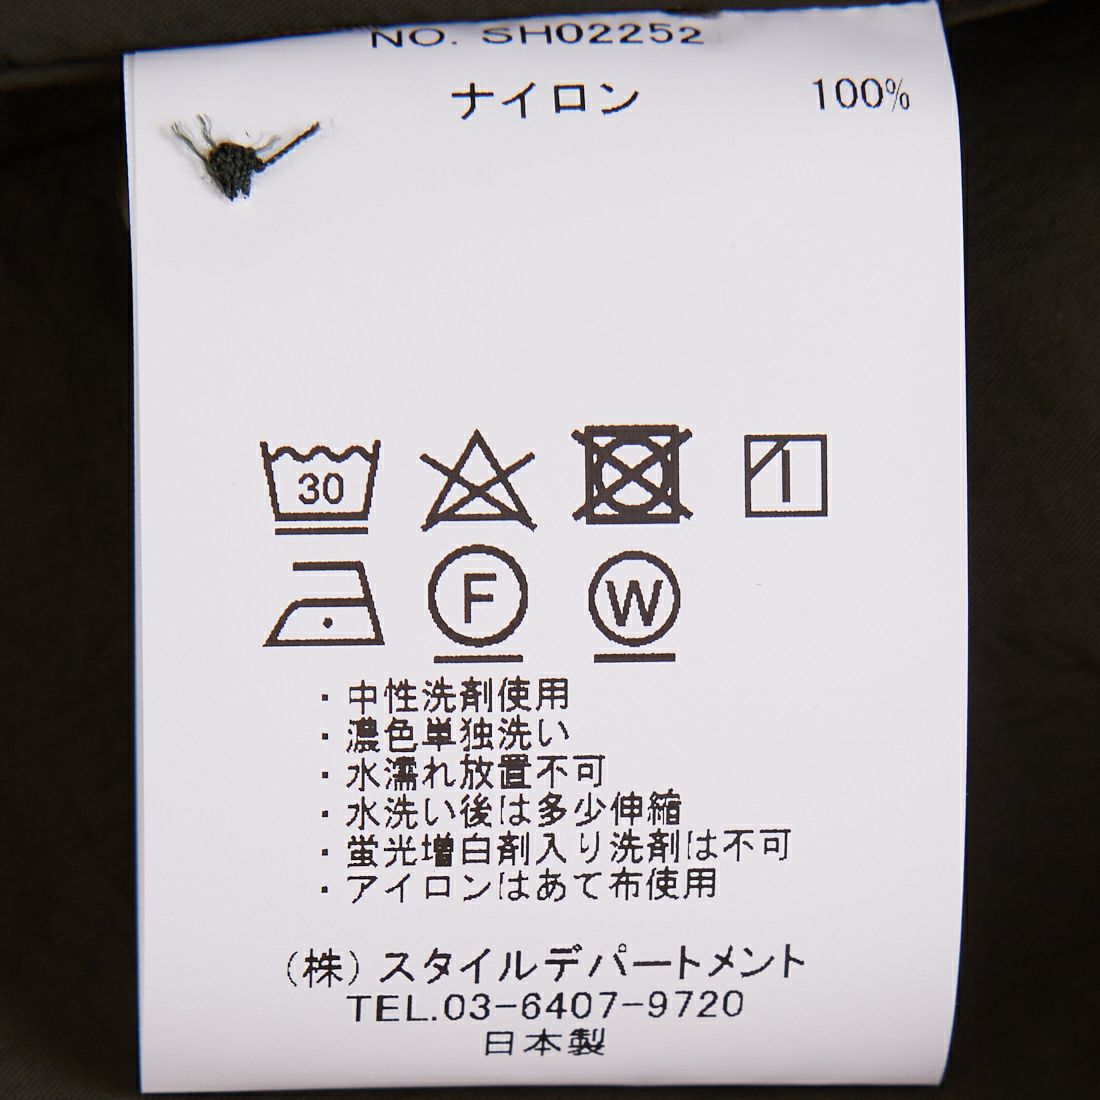 NO. SH02252
ナイロン 100%
30
F W
・中性洗剤使用
・濃色単独洗い
・水濡れ放置不可
・水洗い後は多少伸縮
・蛍光増白剤入り洗剤は不可
・アイロンはあて布使用
(株) スタイルデパートメント
TEL.03-6407-9720
日本製